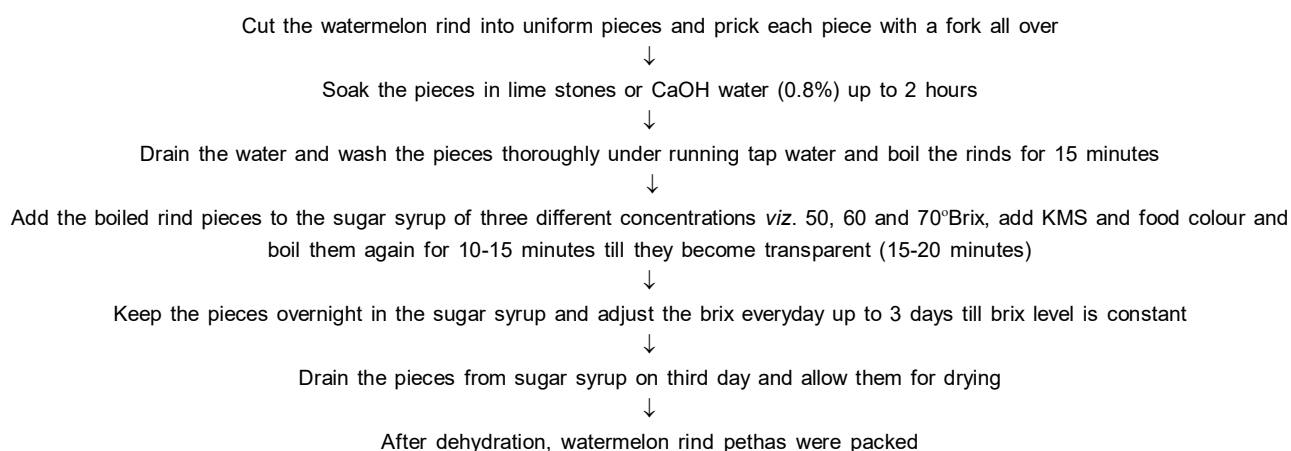 Cut the watermelon rind into uniform pieces and prick each piece with a fork all over
↓
Soak the pieces in lime stones or CaOH water (0.8%) up to 2 hours
↓
Drain the water and wash the pieces thoroughly under running tap water and boil the rinds for 15 minutes
↓
Add the boiled rind pieces to the sugar syrup of three different concentrations viz. 50, 60 and 70°Brix, add KMS and food colour and
boil them again for 10-15 minutes till they become transparent (15-20 minutes)
↓
Keep the pieces overnight in the sugar syrup and adjust the brix everyday up to 3 days till brix level is constant
↓
Drain the pieces from sugar syrup on third day and allow them for drying
↓
After dehydration, watermelon rind pethas were packed